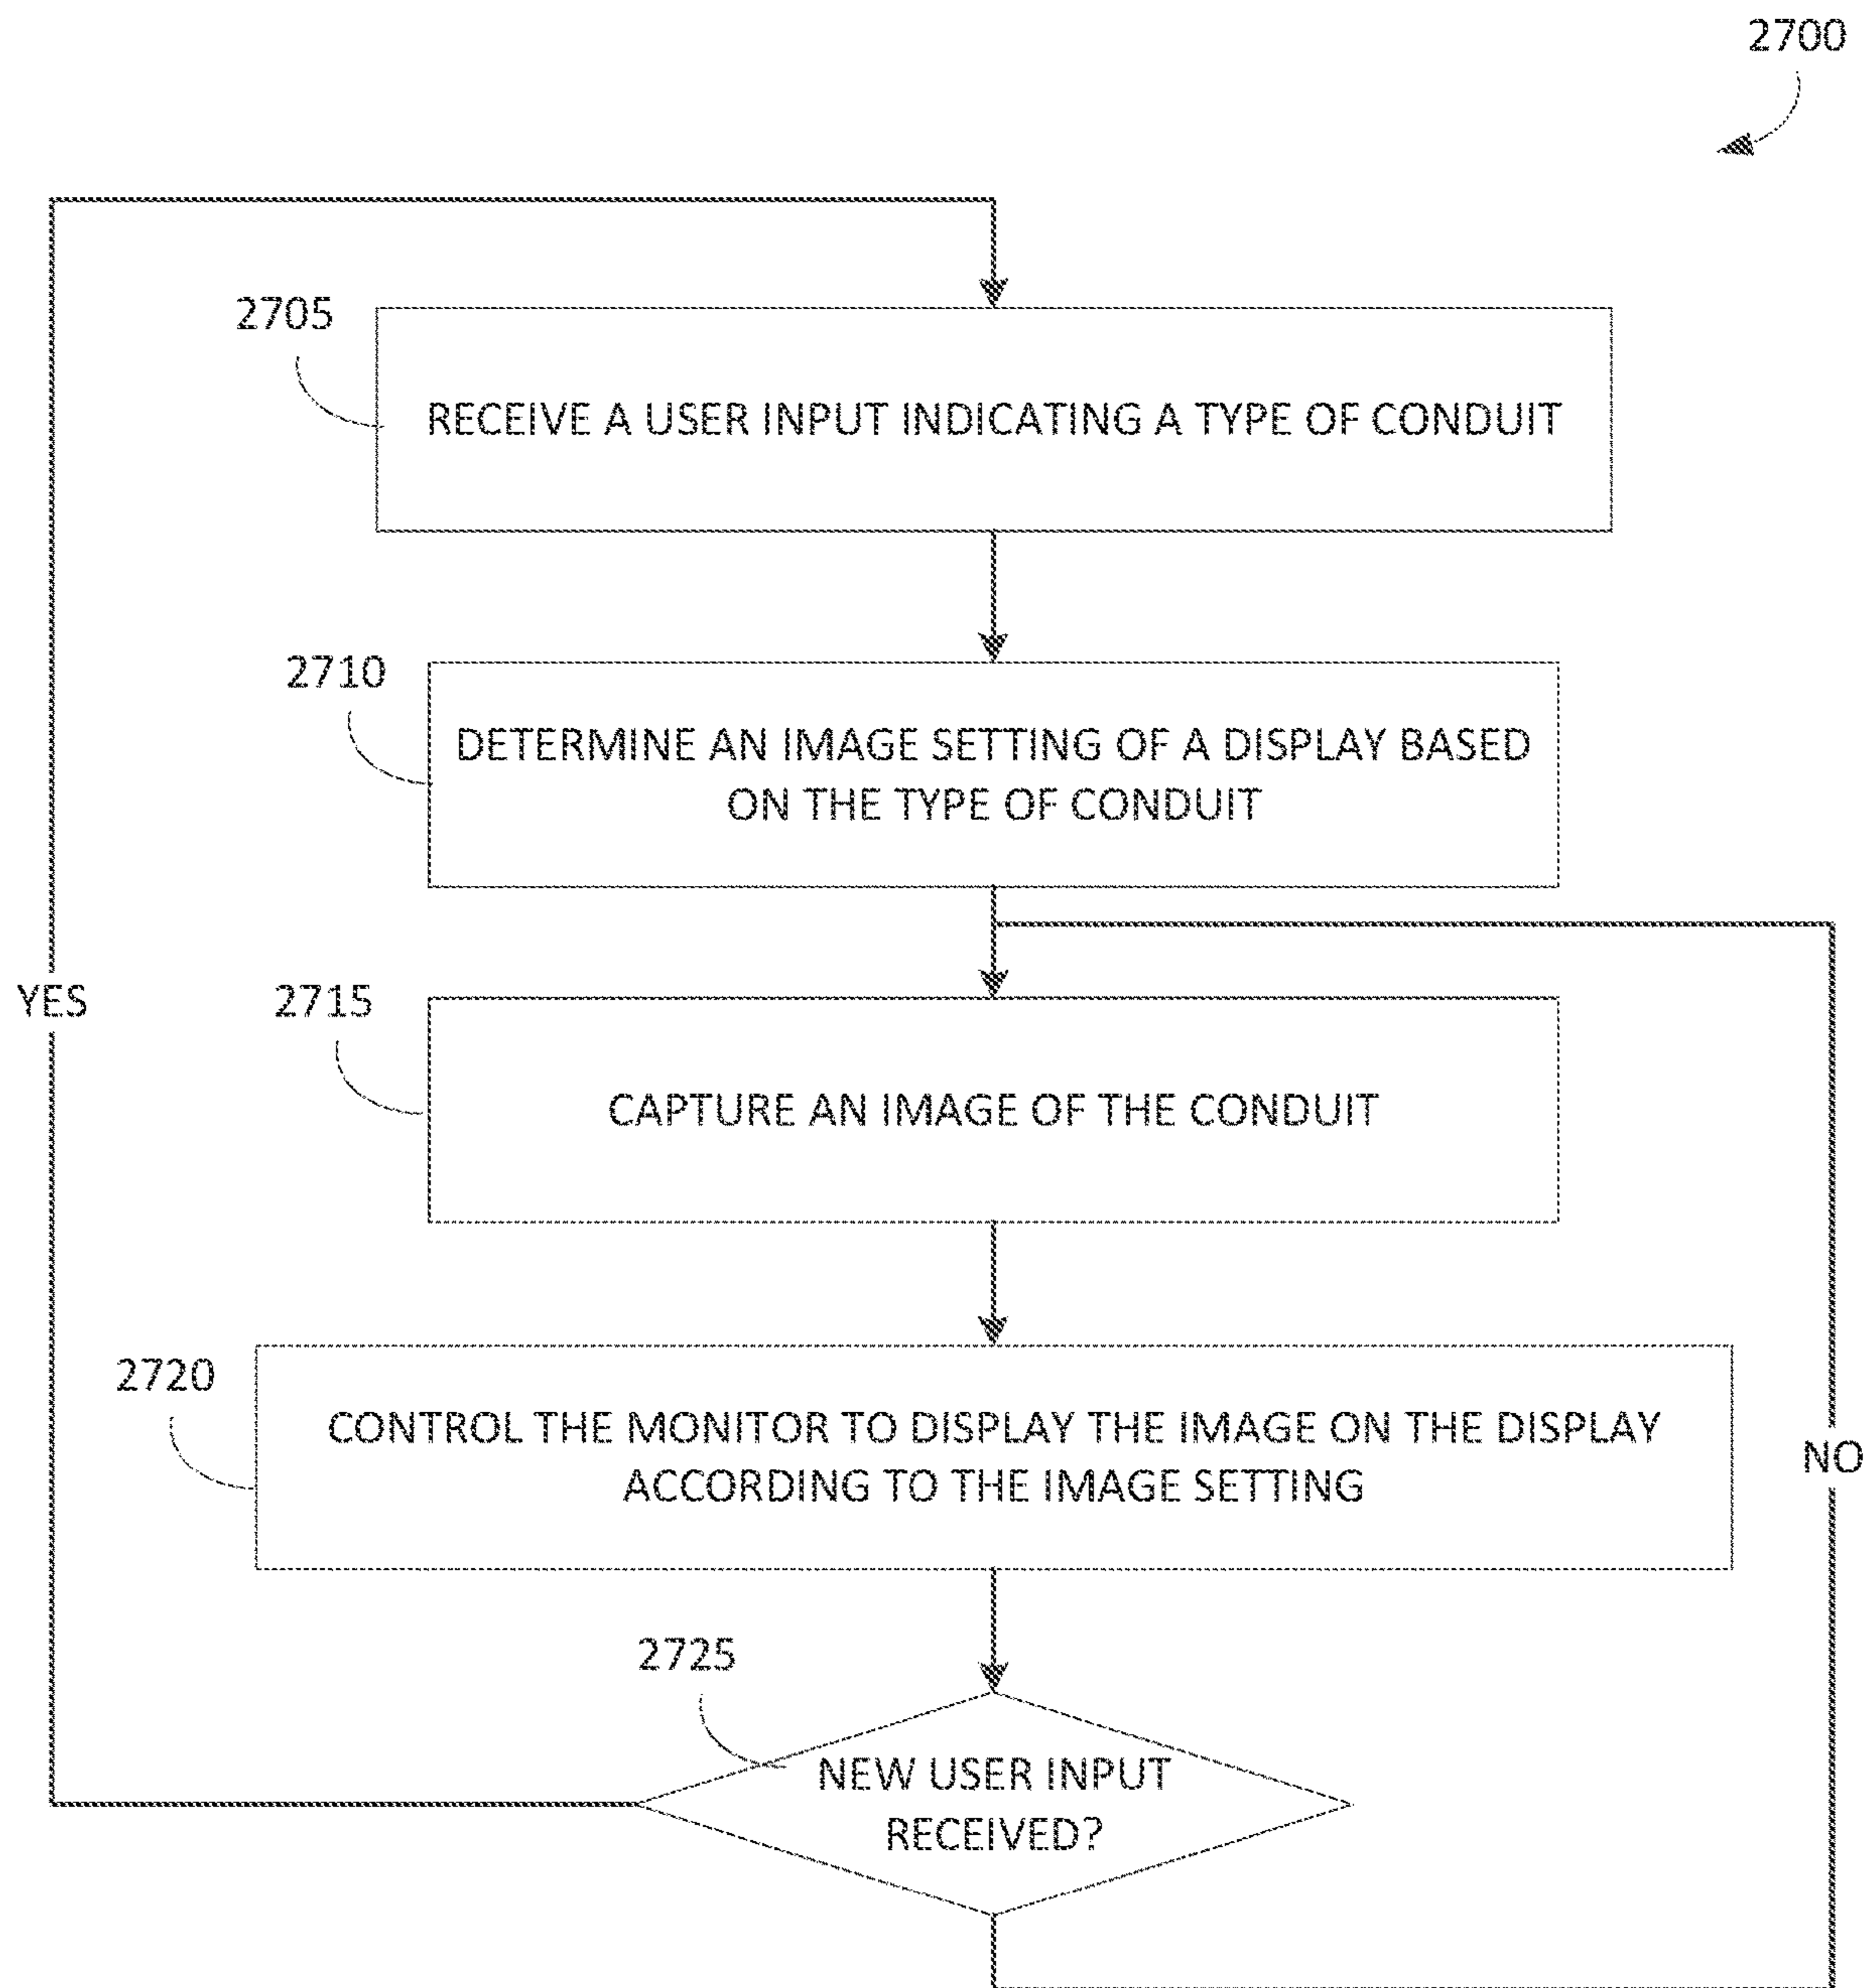 2700
2705
RECEIVE A USER INPUT INDICATING A TYPE OF CONDUIT
2710
DETERMINE AN IMAGE SETTING OF A DISPLAY BASED
ON THE TYPE OF CONDUIT
YES
2715
CAPTURE AN IMAGE OF THE CONDUIT
2720
CONTROL THE MONITOR TO DISPLAY THE IMAGE ON THE DISPLAY
ACCORDING TO THE IMAGE SETTING
NO
2725
NEW USER INPUT
RECEIVED?